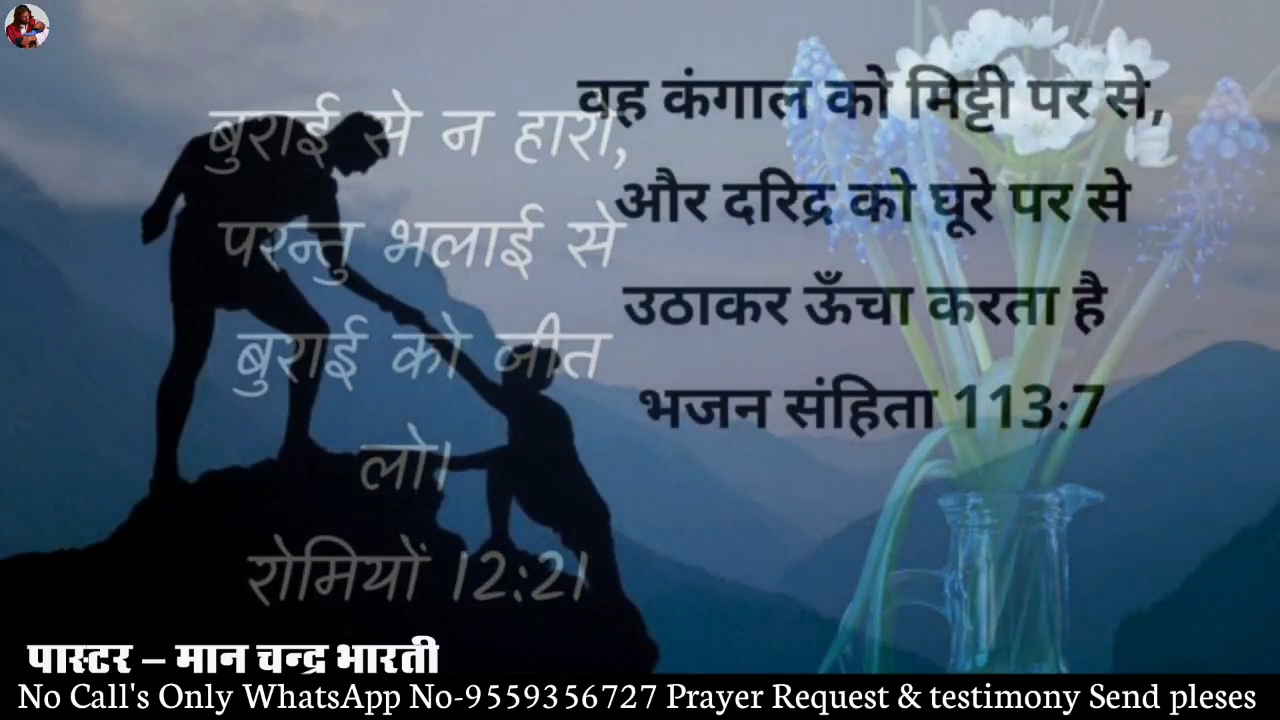 बुराई से न हारो,
परन्तु भलाई से
बुराई को जीत
लो।
रोमियों 12:21
वह कंगाल को मिट्टी पर से,
और दरिद्र को घूरे पर से
उठाकर ऊँचा करता है
भजन संहिता 113:7
पास्टर – मान चन्द्र भारती
No Call's Only WhatsApp No-9559356727 Prayer Request & testimony Send pleses